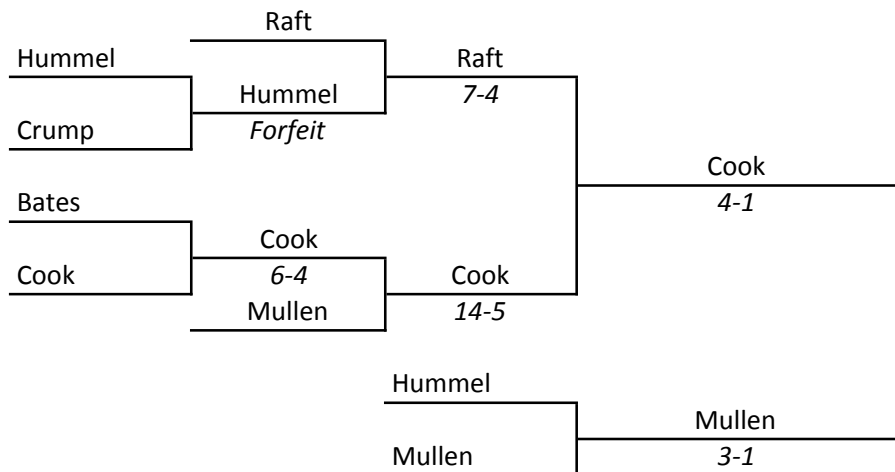 Raft
Hummel
Raft
Hummel
7-4
Crump
Forfeit
Cook
4-1
Bates
Cook
Cook
6-4
Cook
Mullen
14-5
Hummel
Mullen
Mullen
3-1